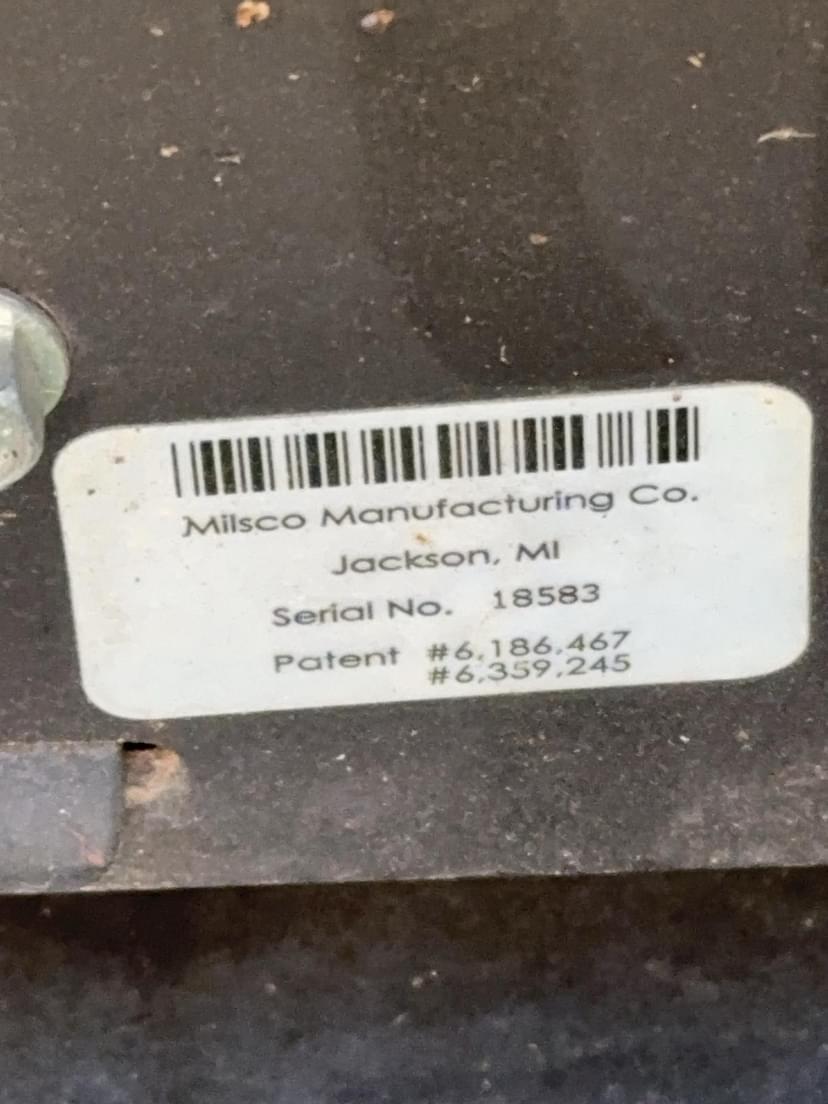 Milsco Manufacturing Co.
Jackson, MI
Serial No. 18583
Patent #6,186,467
#6,359,245